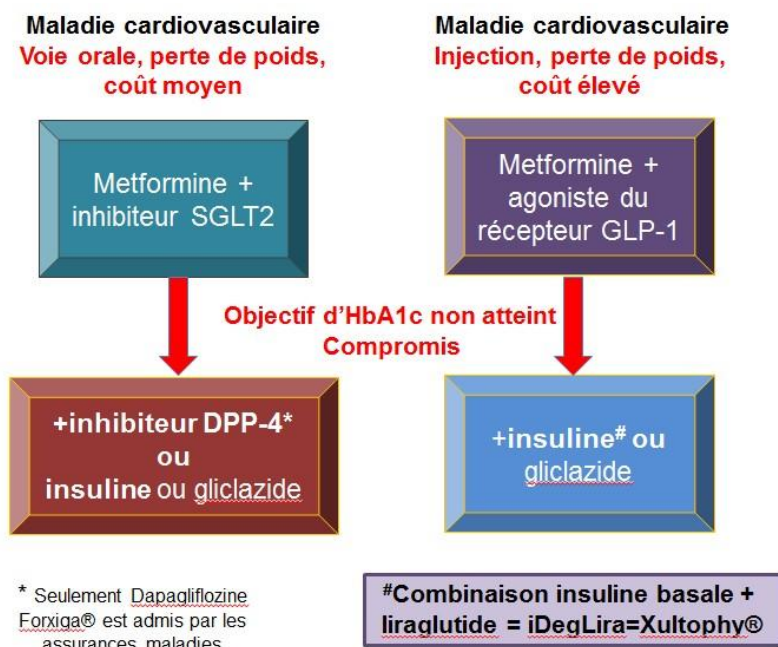 Maladie cardiovasculaire
Voie orale, perte de poids,
coût moyen
Maladie cardiovasculaire
Injection, perte de poids,
coût élevé
Metformine +
inhibiteur SGLT2
Metformine +
agoniste du
récepteur GLP-1
Objectif d’HbA1c non atteint
Compromis
+inhibiteur DPP-4*
ou
insuline ou gliclazide
+insuline# ou
gliclazide
* Seulement Dapagliflozine
Forxiga® est admis par les
assurances maladies
#Combinaison insuline basale +
liraglutide = iDegLira=Xultophy®